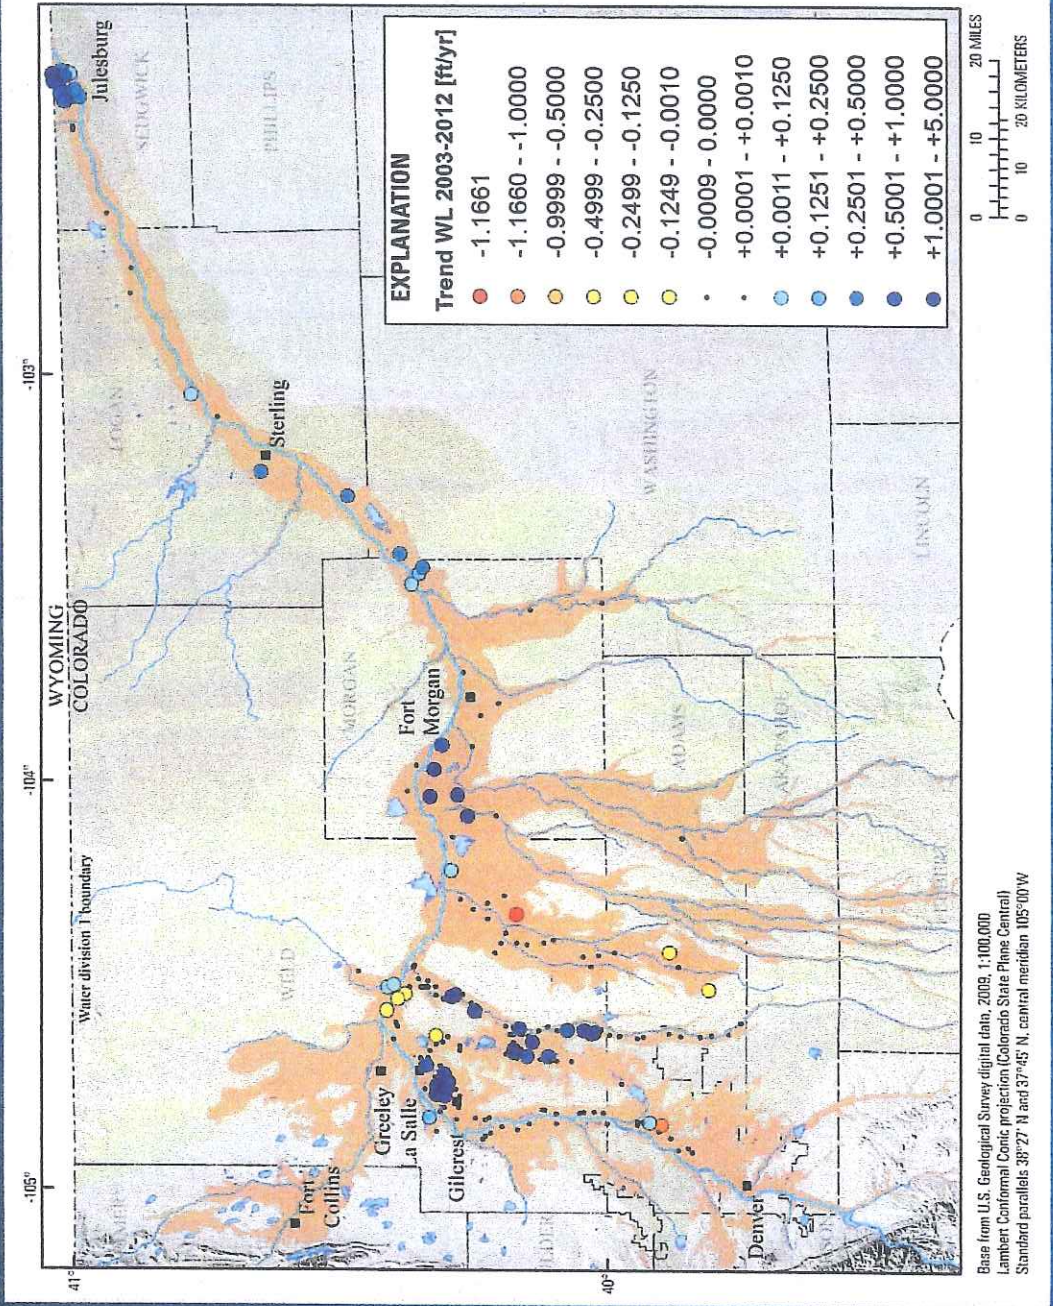 Water division 1 boundary
WYOMING
COLORADO
-105°
-104°
-103°
41°
40°
Julesburg
SEDGWICK
PHILLIPS
LOGAN
Sterling
WASHINGTON
LINCOLN
MORGAN
Fort
Morgan
ADAMS
ARAPAHOE
ELBERT
WELD
Greeley
La Salle
Gilcrest
Fort
Collins
Denver
EXPLANATION
Trend WL 2003-2012 [ft/yr]
-1.1661
-1.1660 - -1.0000
-0.9999 - -0.5000
-0.4999 - -0.2500
-0.2499 - -0.1250
-0.1249 - -0.0010
-0.0009 - 0.0000
+0.0001 - +0.0010
+0.0011 - +0.1250
+0.1251 - +0.2500
+0.2501 - +0.5000
+0.5001 - +1.0000
+1.0001 - +5.0000
0 10 20 MILES
0 10 20 KILOMETERS
Base from U.S. Geological Survey digital data, 2009, 1:100,000
Lambert Conformal Conic projection (Colorado State Plane Central)
Standard parallels 38°27' N and 37°45' N, central meridian 105°00'W